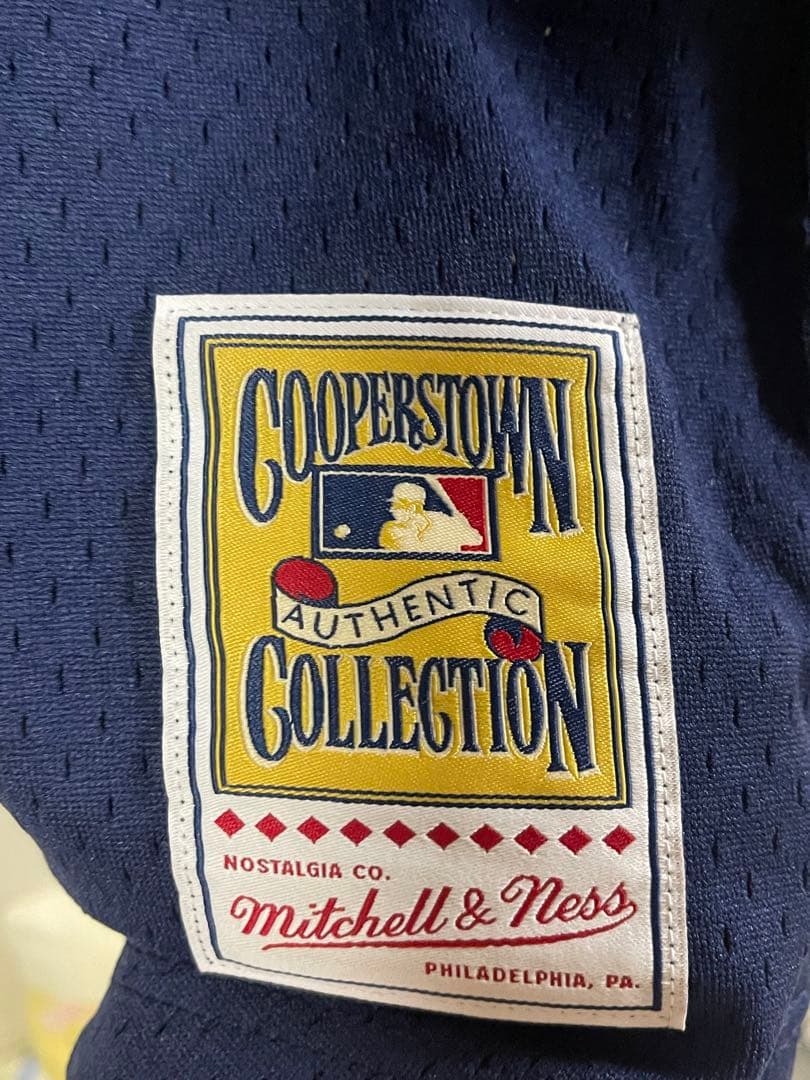 COOPERSTOWN
AUTHENTIC
COLLECTION
NOSTALGIA CO.
Mitchell & Ness
PHILADELPHIA, PA.